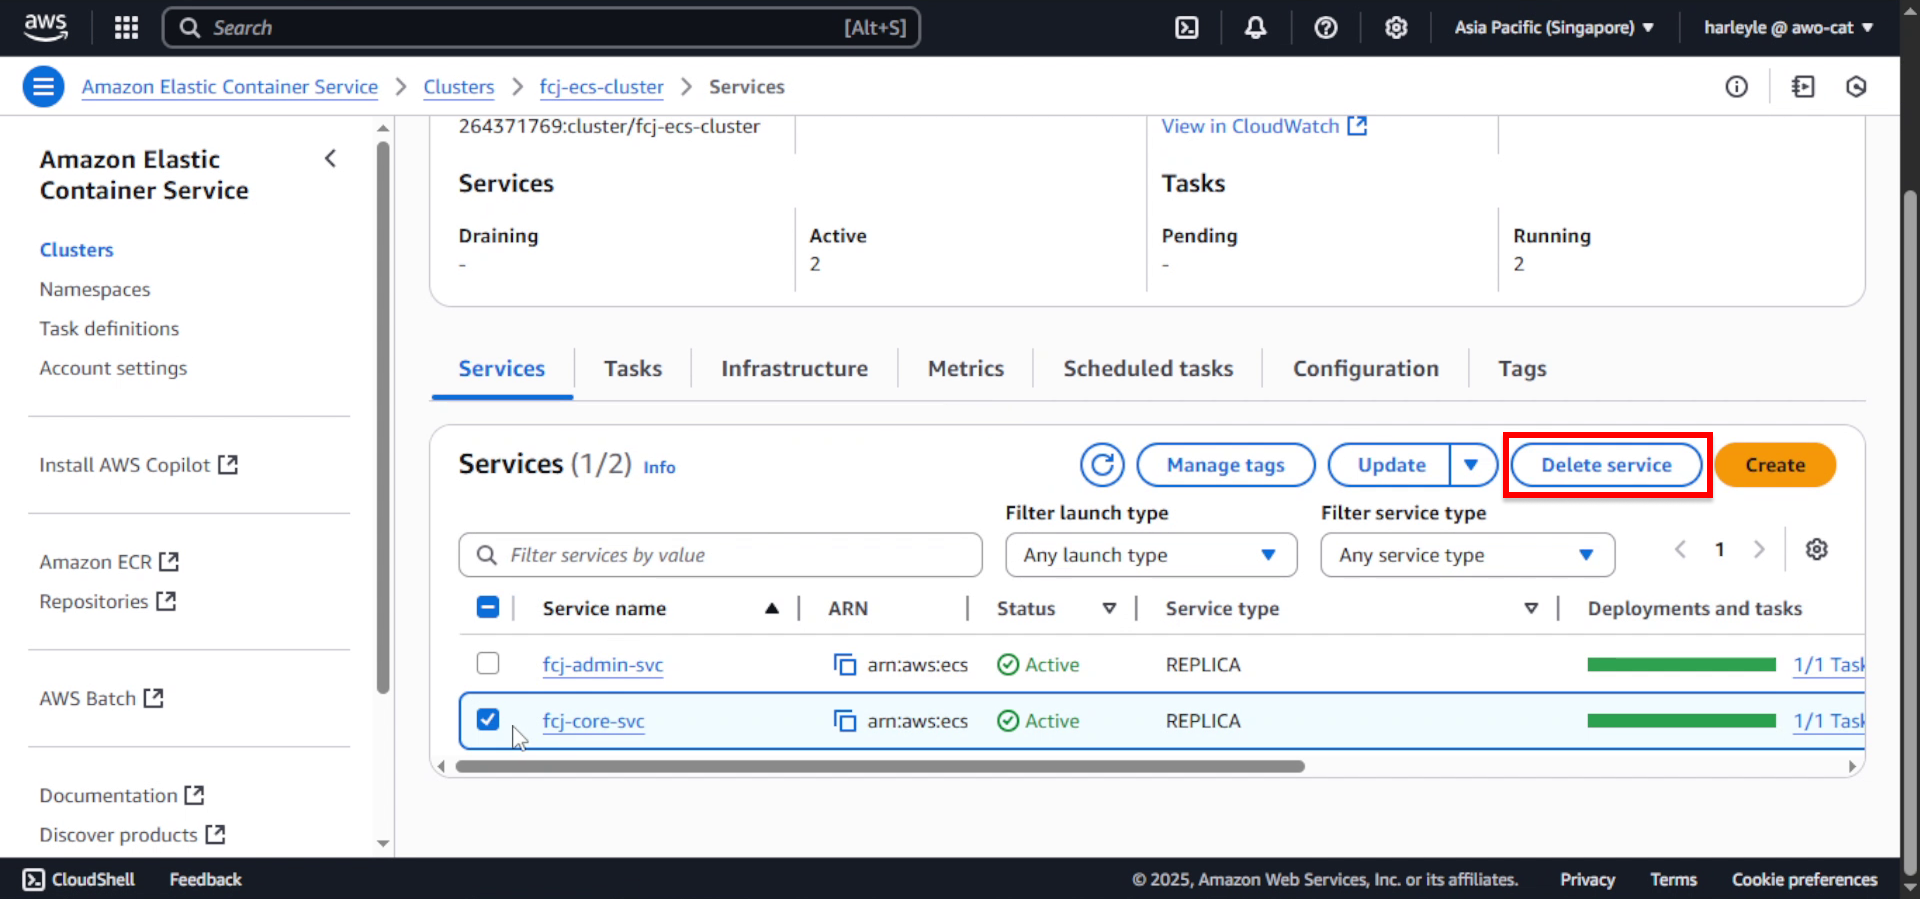 aws
Search
[Alt+S]
Asia Pacific (Singapore)
harleyle @ awo-cat
Amazon Elastic Container Service
Clusters
fcj-ecs-cluster
Services
Amazon Elastic
Container Service
Clusters
Namespaces
Task definitions
Account settings
Install AWS Copilot
Amazon ECR
Repositories
AWS Batch
Documentation
Discover products
264371769:cluster/fcj-ecs-cluster
View in CloudWatch
Services
Tasks
Draining
Active
Pending
Running
-
2
-
2
Services
Tasks
Infrastructure
Metrics
Scheduled tasks
Configuration
Tags
Services (1/2) Info
Manage tags
Update
Delete service
Create
Filter launch type
Filter service type
Filter services by value
Any launch type
Any service type
1
Service name
ARN
Status
Service type
Deployments and tasks
fcj-admin-svc
arn:aws:ecs
Active
REPLICA
1/1 Task
fcj-core-svc
arn:aws:ecs
Active
REPLICA
1/1 Task
CloudShell
Feedback
© 2025, Amazon Web Services, Inc. or its affiliates.
Privacy
Terms
Cookie preferences